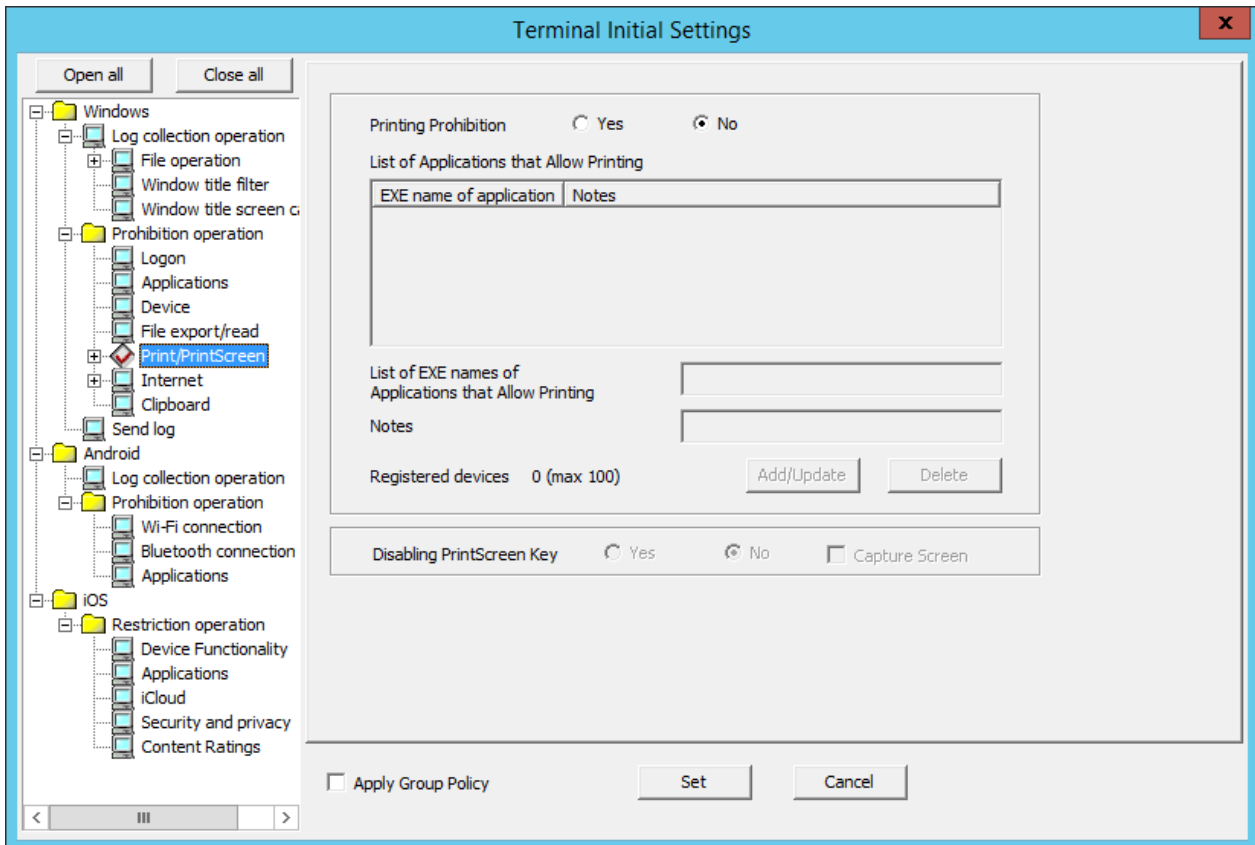 Terminal Initial Settings
x
Open all
Close all
Windows
Log collection operation
File operation
Window title filter
Window title screen ca
Prohibition operation
Logon
Applications
Device
File export/read
Print/PrintScreen
Internet
Clipboard
Send log
Android
Log collection operation
Prohibition operation
Wi-Fi connection
Bluetooth connection
Applications
iOS
Restriction operation
Device Functionality
Applications
iCloud
Security and privacy
Content Ratings
Printing Prohibition Yes No
List of Applications that Allow Printing
EXE name of application Notes
List of EXE names of
Applications that Allow Printing
Notes
Registered devices 0 (max 100) Add/Update Delete
Disabling PrintScreen Key Yes No Capture Screen
Apply Group Policy Set Cancel